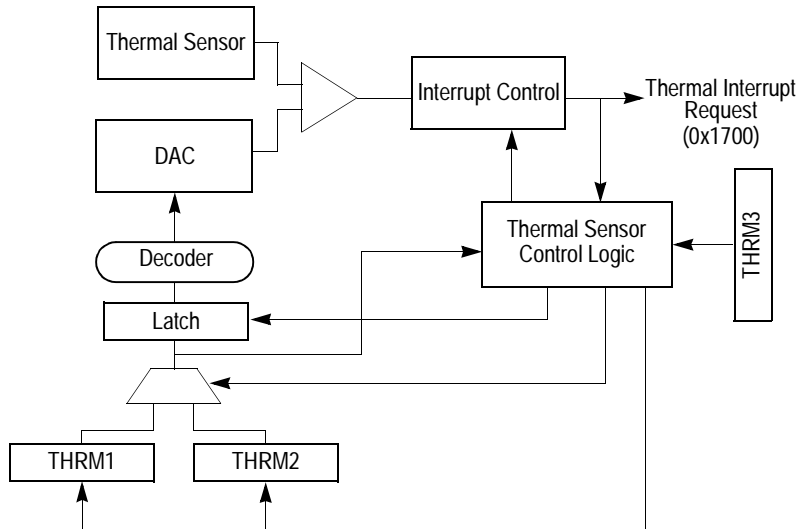 Thermal Sensor
Interrupt Control
Thermal Interrupt
Request
(0x1700)
DAC
Thermal Sensor
Control Logic
THRM3
Decoder
Latch
THRM1
THRM2